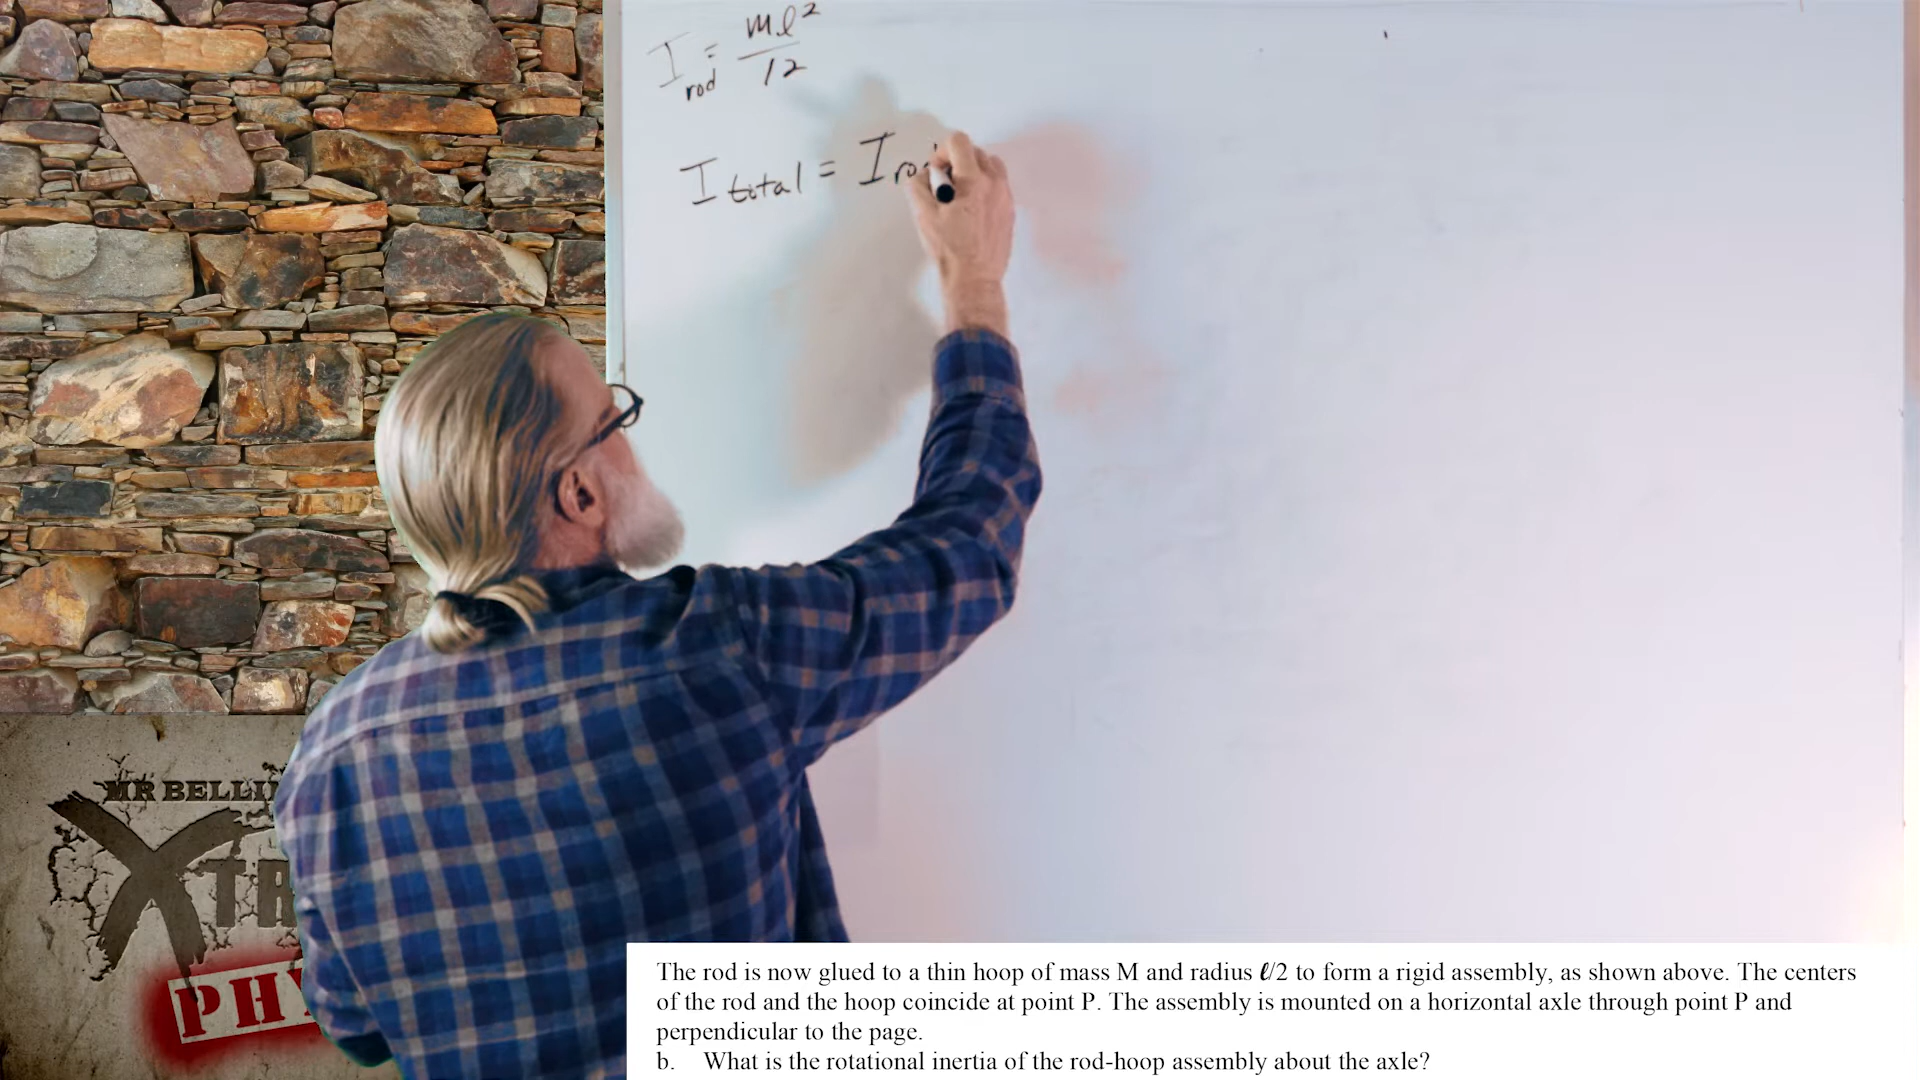 I rod = Ml²/12
I total = I ro
MR BELLI
XTR
PHY
The rod is now glued to a thin hoop of mass M and radius ℓ/2 to form a rigid assembly, as shown above. The centers
of the rod and the hoop coincide at point P. The assembly is mounted on a horizontal axle through point P and
perpendicular to the page.
b. What is the rotational inertia of the rod-hoop assembly about the axle?